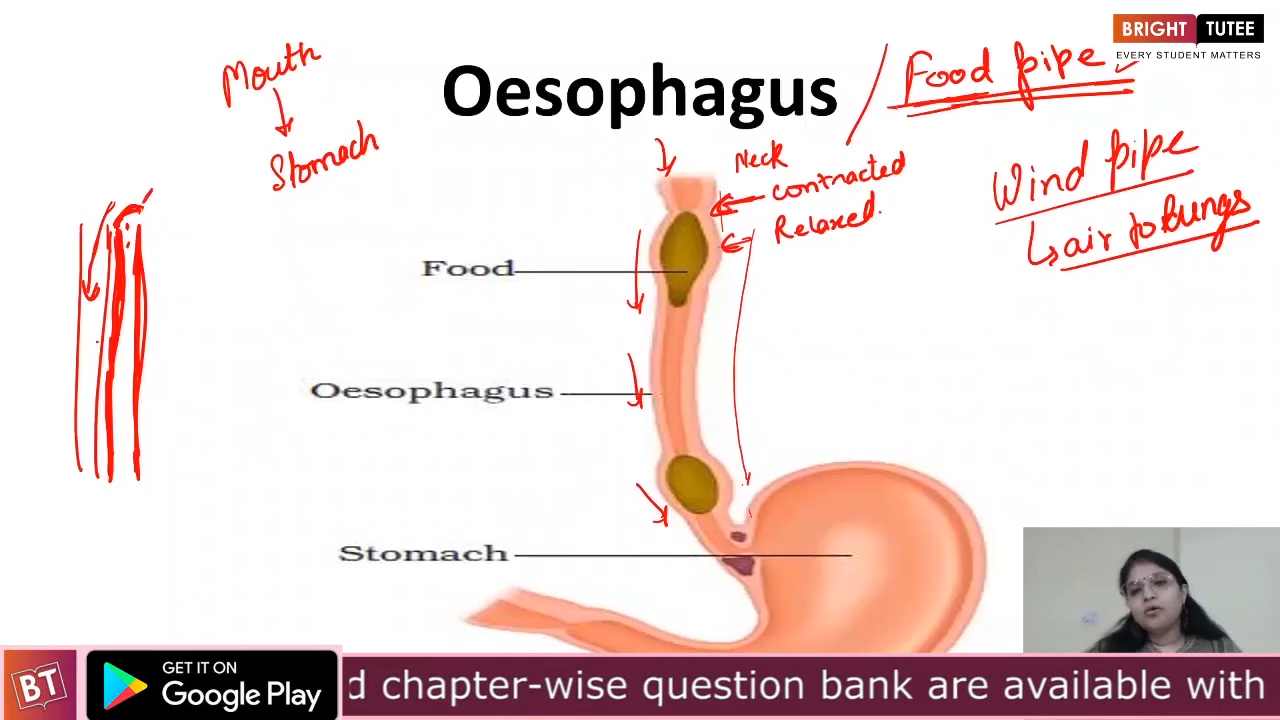 BRIGHT TUTEE
EVERY STUDENT MATTERS
Oesophagus / Food pipe
Mouth
Stomach
Neck
contracted
Relaxed.
Wind pipe
air to lungs
Food
Oesophagus
Stomach
BT
GET IT ON
Google Play
d chapter-wise question bank are available with